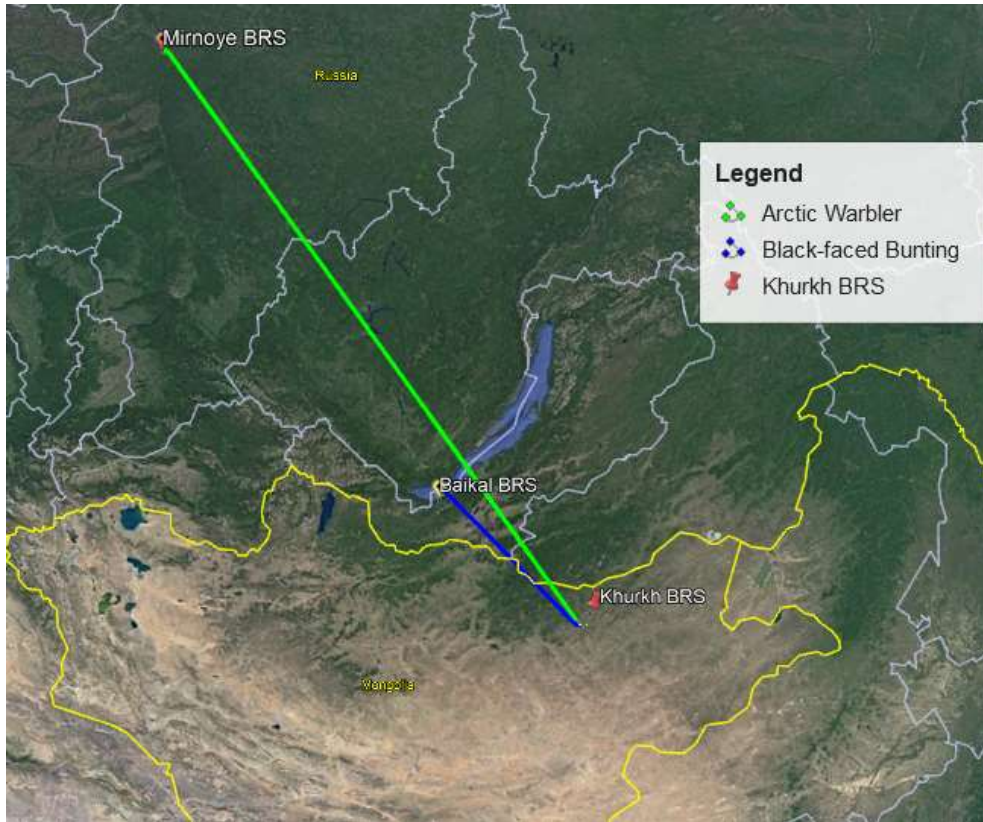 Mirnoye BRS
Russia
Legend
Arctic Warbler
Black-faced Bunting
Khurkh BRS
Baikal BRS
Khurkh BRS
Mongolia